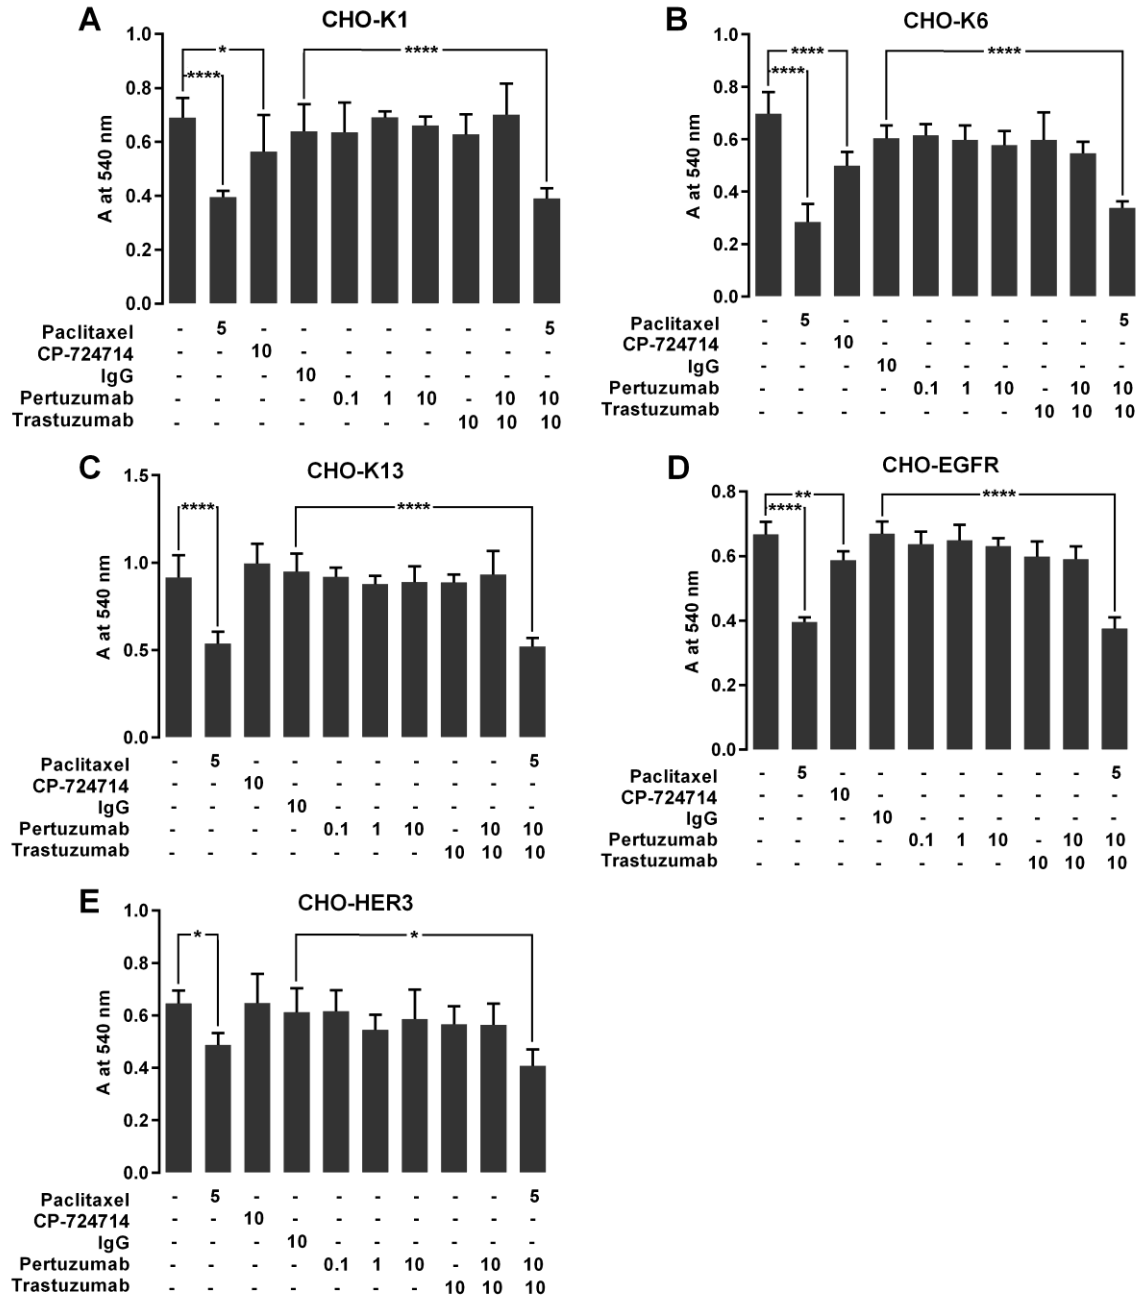 A
CHO-K1
A at 540 nm
1.0
0.8
0.6
0.4
0.2
0.0
* ****
****
Paclitaxel - 5 - - - - - - - 5
CP-724714 - - 10 - - - - - - -
IgG - - - 10 - - - - - -
Pertuzumab - - - - 0.1 1 10 - 10 10
Trastuzumab - - - - - - - 10 10 10
B
CHO-K6
A at 540 nm
1.0
0.8
0.6
0.4
0.2
0.0
**** ****
****
Paclitaxel - 5 - - - - - - - 5
CP-724714 - - 10 - - - - - - -
IgG - - - 10 - - - - - -
Pertuzumab - - - - 0.1 1 10 - 10 10
Trastuzumab - - - - - - - 10 10 10
C
CHO-K13
A at 540 nm
1.5
1.0
0.5
0.0
**** ****
Paclitaxel - 5 - - - - - - - 5
CP-724714 - - 10 - - - - - - -
IgG - - - 10 - - - - - -
Pertuzumab - - - - 0.1 1 10 - 10 10
Trastuzumab - - - - - - - 10 10 10
D
CHO-EGFR
A at 540 nm
0.8
0.6
0.4
0.2
0.0
** ****
****
Paclitaxel - 5 - - - - - - - 5
CP-724714 - - 10 - - - - - - -
IgG - - - 10 - - - - - -
Pertuzumab - - - - 0.1 1 10 - 10 10
Trastuzumab - - - - - - - 10 10 10
E
CHO-HER3
A at 540 nm
1.0
0.8
0.6
0.4
0.2
0.0
* *
Paclitaxel - 5 - - - - - - - 5
CP-724714 - - 10 - - - - - - -
IgG - - - 10 - - - - - -
Pertuzumab - - - - 0.1 1 10 - 10 10
Trastuzumab - - - - - - - 10 10 10